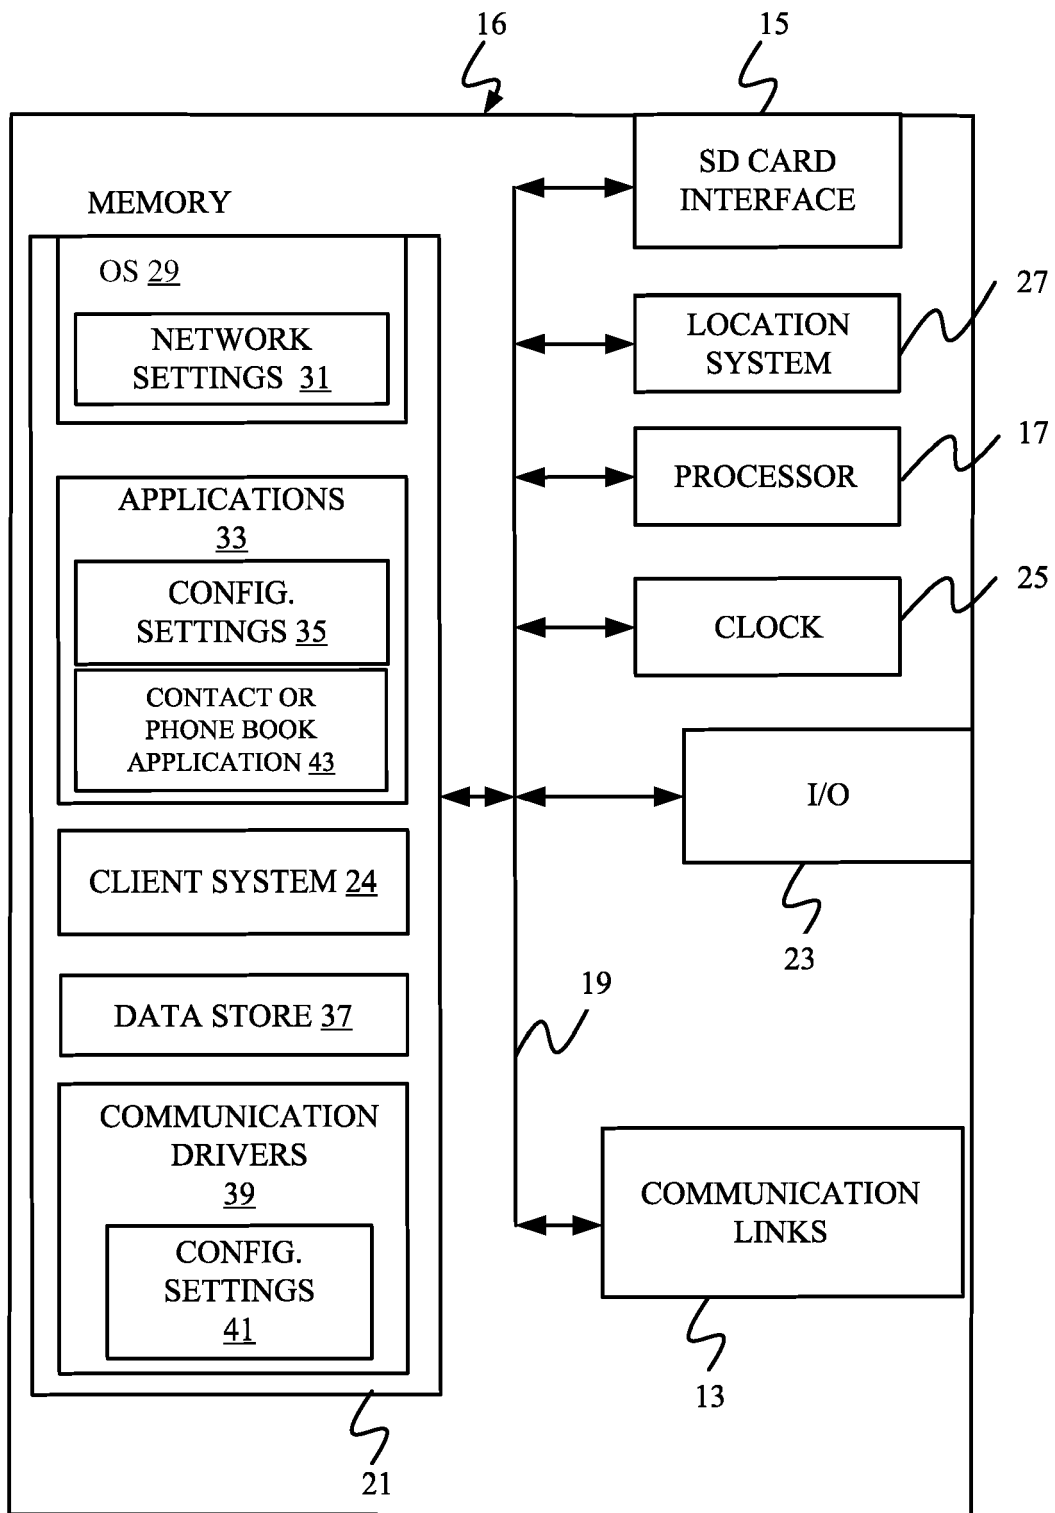 16
15
SD CARD
INTERFACE
MEMORY
OS 29
NETWORK
SETTINGS 31
27
LOCATION
SYSTEM
17
PROCESSOR
APPLICATIONS
33
CONFIG.
SETTINGS 35
25
CLOCK
CONTACT OR
PHONE BOOK
APPLICATION 43
I/O
CLIENT SYSTEM 24
23
19
DATA STORE 37
COMMUNICATION
DRIVERS
39
COMMUNICATION
LINKS
CONFIG.
SETTINGS
41
13
21